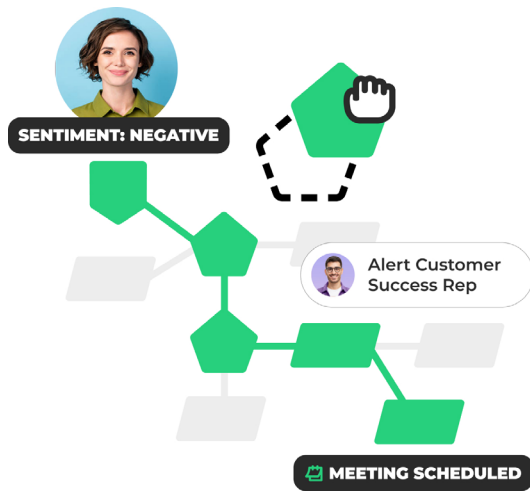 SENTIMENT: NEGATIVE
Alert Customer
Success Rep
MEETING SCHEDULED